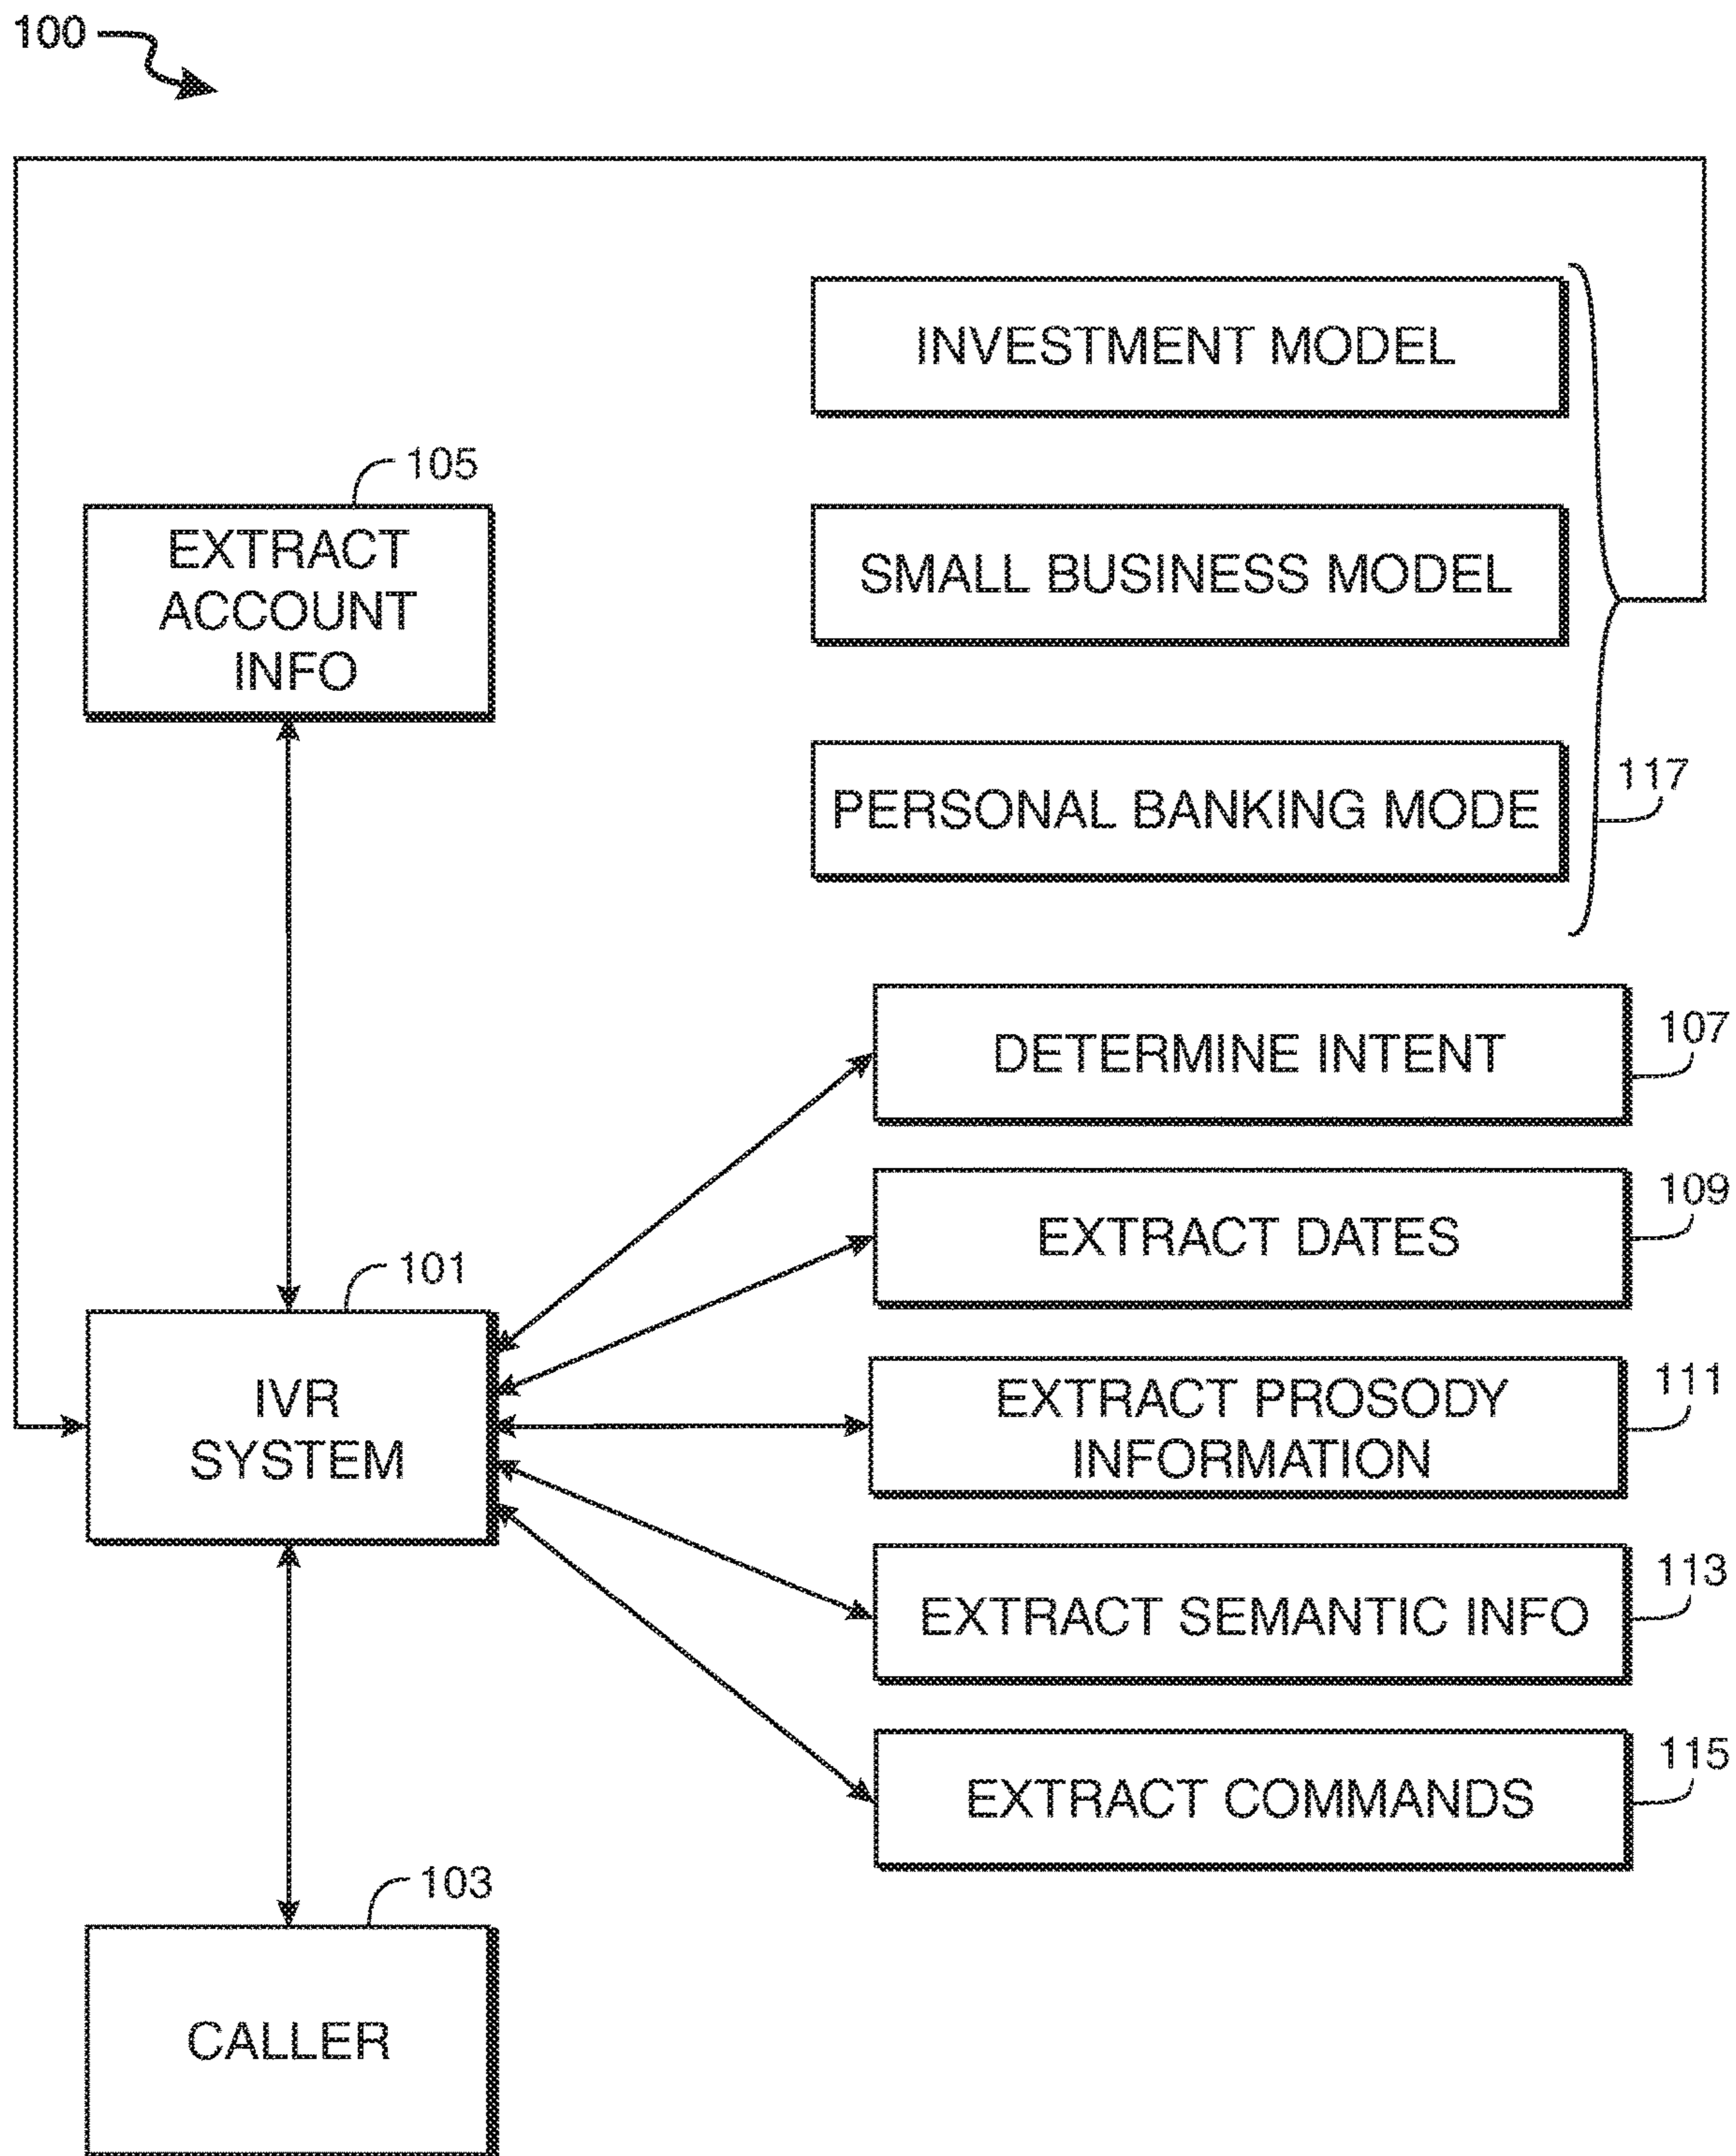 100
INVESTMENT MODEL
105
EXTRACT
ACCOUNT
INFO
SMALL BUSINESS MODEL
PERSONAL BANKING MODE
117
DETERMINE INTENT
107
EXTRACT DATES
109
101
IVR
SYSTEM
EXTRACT PROSODY
INFORMATION
111
EXTRACT SEMANTIC INFO
113
EXTRACT COMMANDS
115
103
CALLER